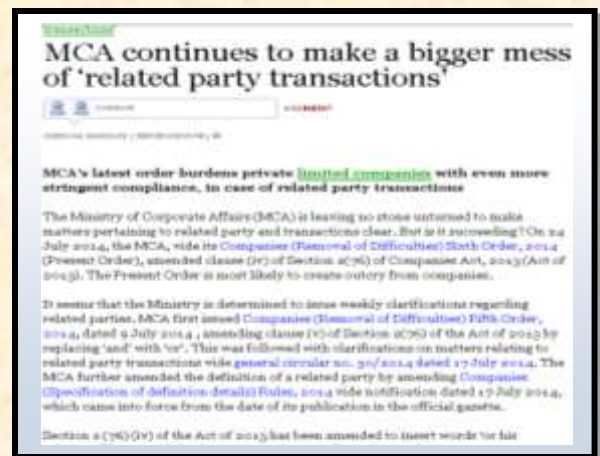 MCA continues to make a bigger mess
of ‘related party transactions’
MCA's latest order burdens private limited companies with even more
stringent compliance, in case of related party transactions
The Ministry of Corporate Affairs (MCA) is leaving no stone unturned to make
matters pertaining to related party and transactions clear. But is it succeeding? On 24
July 2014, the MCA, vide its Companies (Removal of Difficulties) Sixth Order, 2014
(Present Order), amended clause (iv) of Section 2(76) of Companies Act, 2013 (Act of
2013). The Present Order is most likely to create outcry from companies.
It seems that the Ministry is determined to issue weekly clarifications regarding
related parties. MCA first issued Companies (Removal of Difficulties) Fifth Order,
2014, dated 9 July 2014, amending clause (v) of Section 2(76) of the Act of 2013 by
replacing 'and' with 'or'. This was followed with clarifications on matters relating to
related party transactions vide general circular no. 30/2014 dated 17 July 2014. The
MCA further amended the definition of a related party by amending Companies
(Specification of definition details) Rules, 2014 vide notification dated 17 July 2014,
which came into force from the date of its publication in the official gazette.
Section 2 (76) (iv) of the Act of 2013 has been amended to insert words 'or his